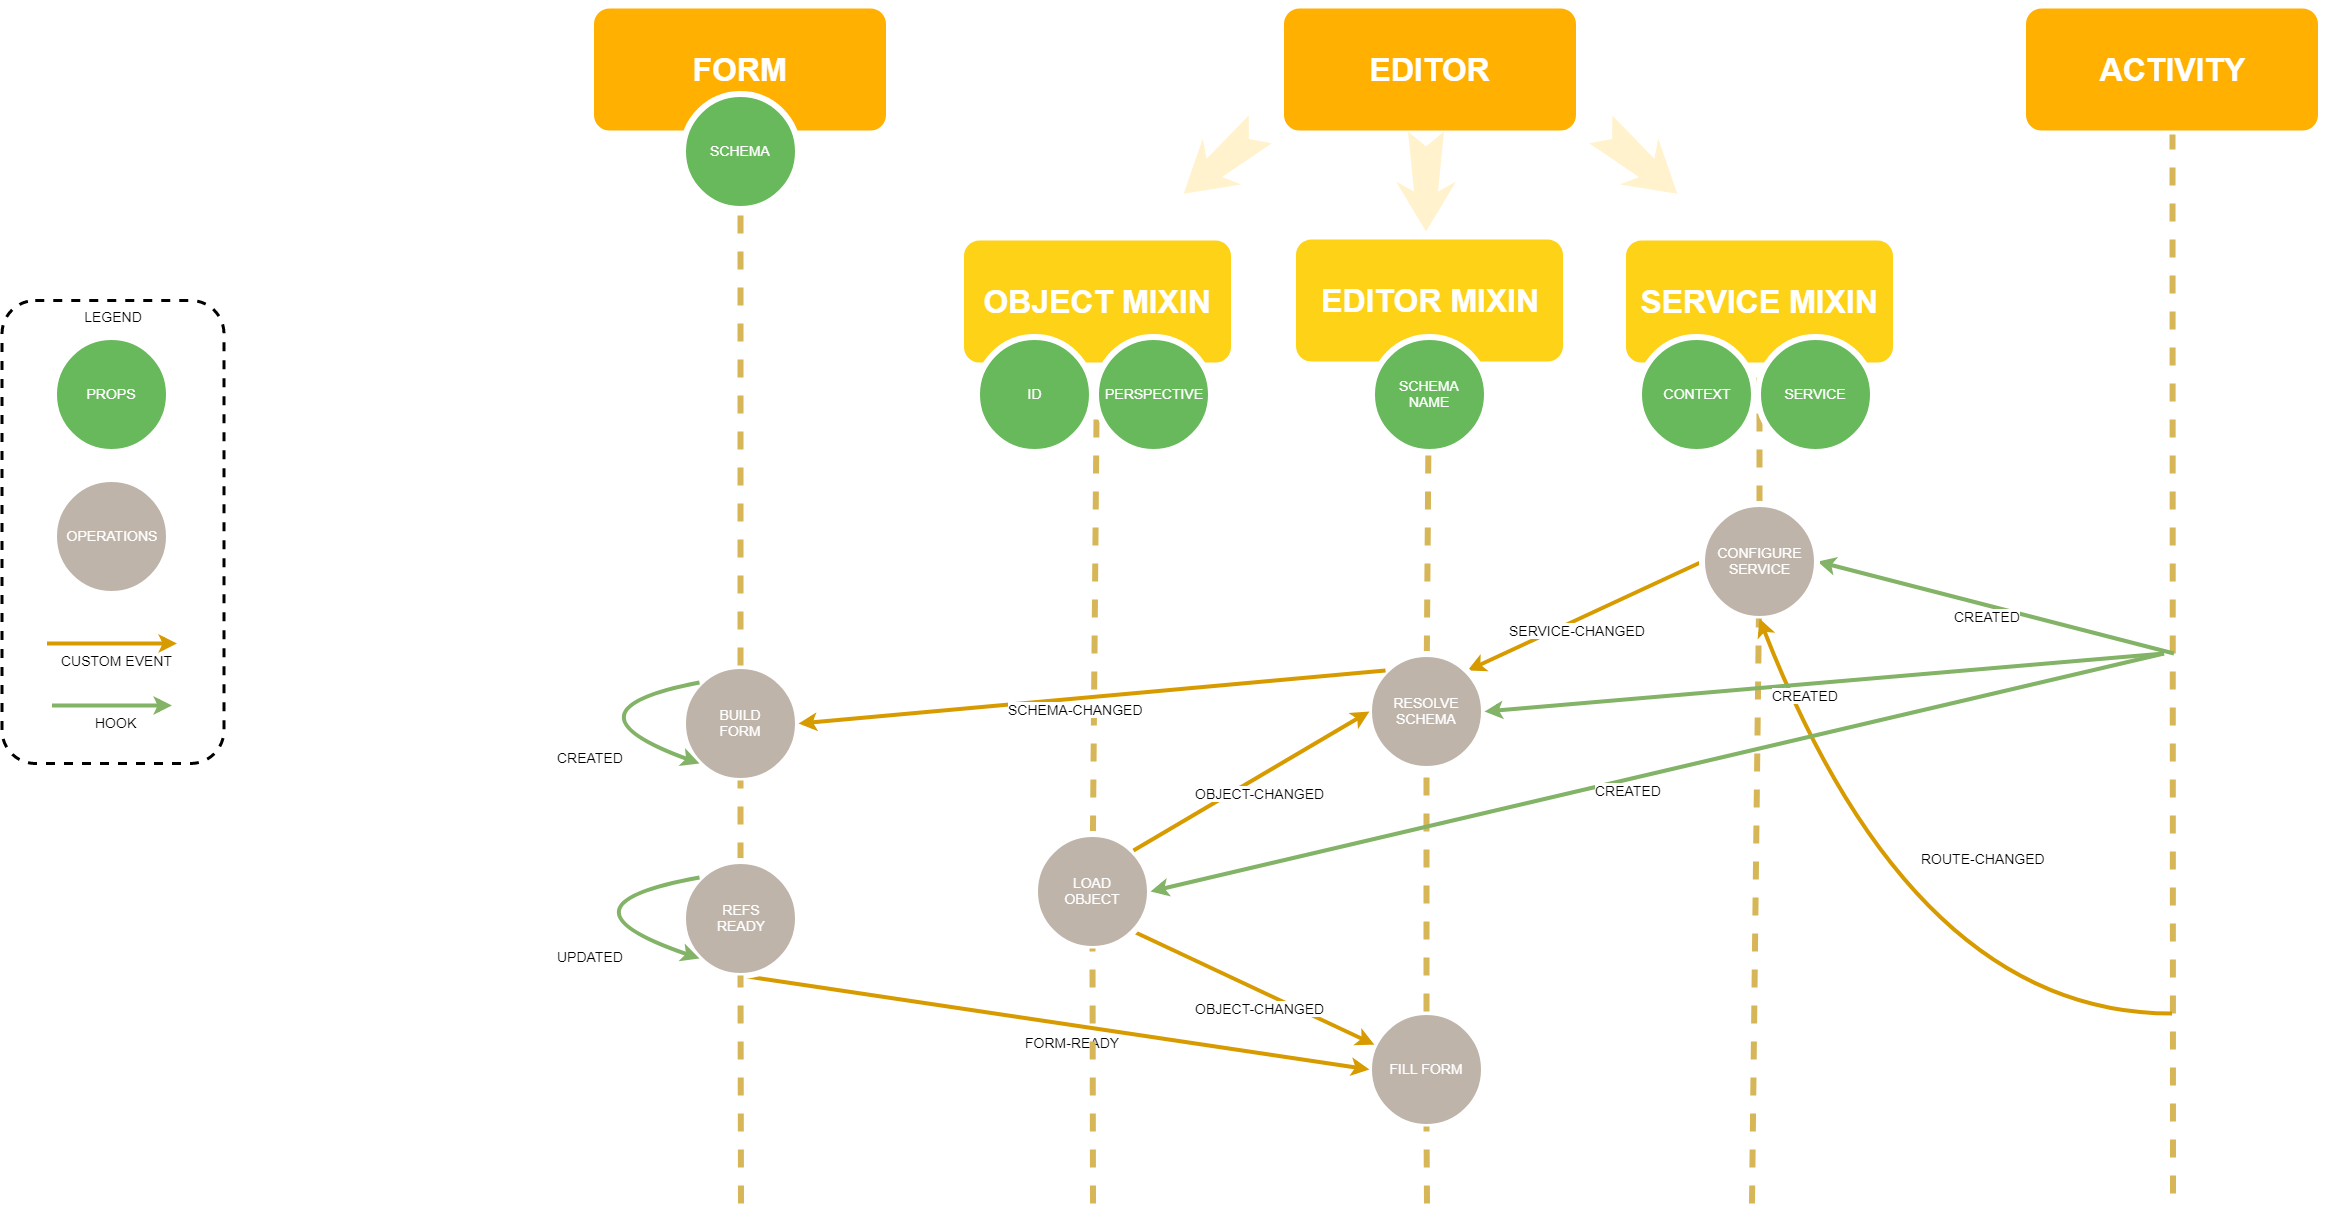 FORM
EDITOR
ACTIVITY
SCHEMA
OBJECT MIXIN
EDITOR MIXIN
SERVICE MIXIN
ID
PERSPECTIVE
SCHEMA
NAME
CONTEXT
SERVICE
LEGEND
PROPS
OPERATIONS
CUSTOM EVENT
HOOK
CONFIGURE
SERVICE
CREATED
SERVICE-CHANGED
CREATED
SCHEMA-CHANGED
RESOLVE
SCHEMA
BUILD
FORM
CREATED
OBJECT-CHANGED
CREATED
ROUTE-CHANGED
LOAD
OBJECT
REFS
READY
UPDATED
OBJECT-CHANGED
FORM-READY
FILL FORM